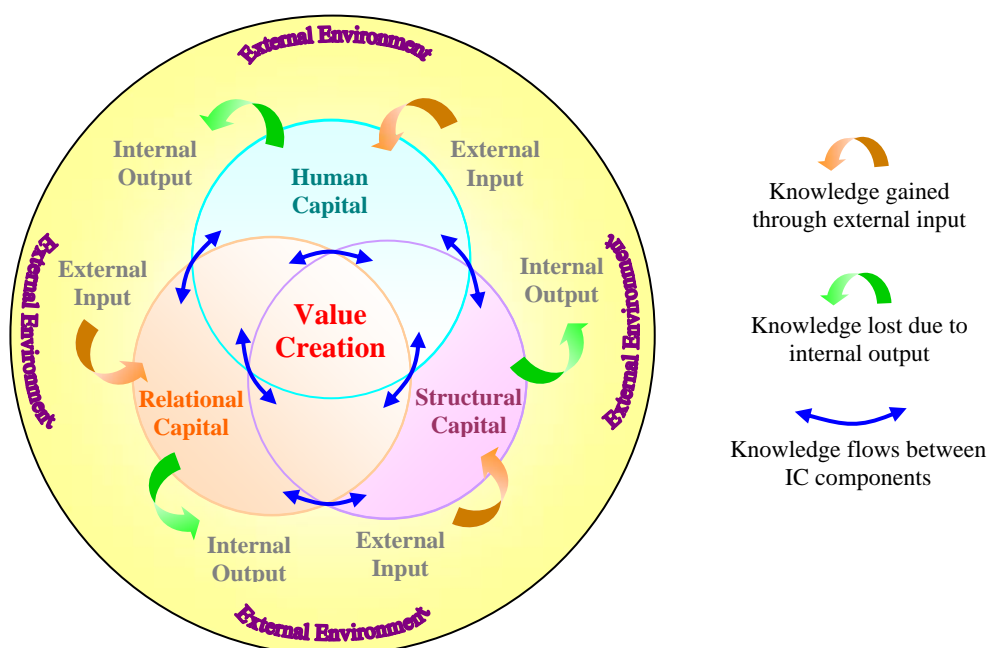 External Environment
Internal
Output
External
Input
Human
Capital
External Environment
External
Input
Internal
Output
External Environment
Value
Creation
Relational
Capital
Structural
Capital
Internal
Output
External
Input
External Environment
Knowledge gained
through external input
Knowledge lost due to
internal output
Knowledge flows between
IC components